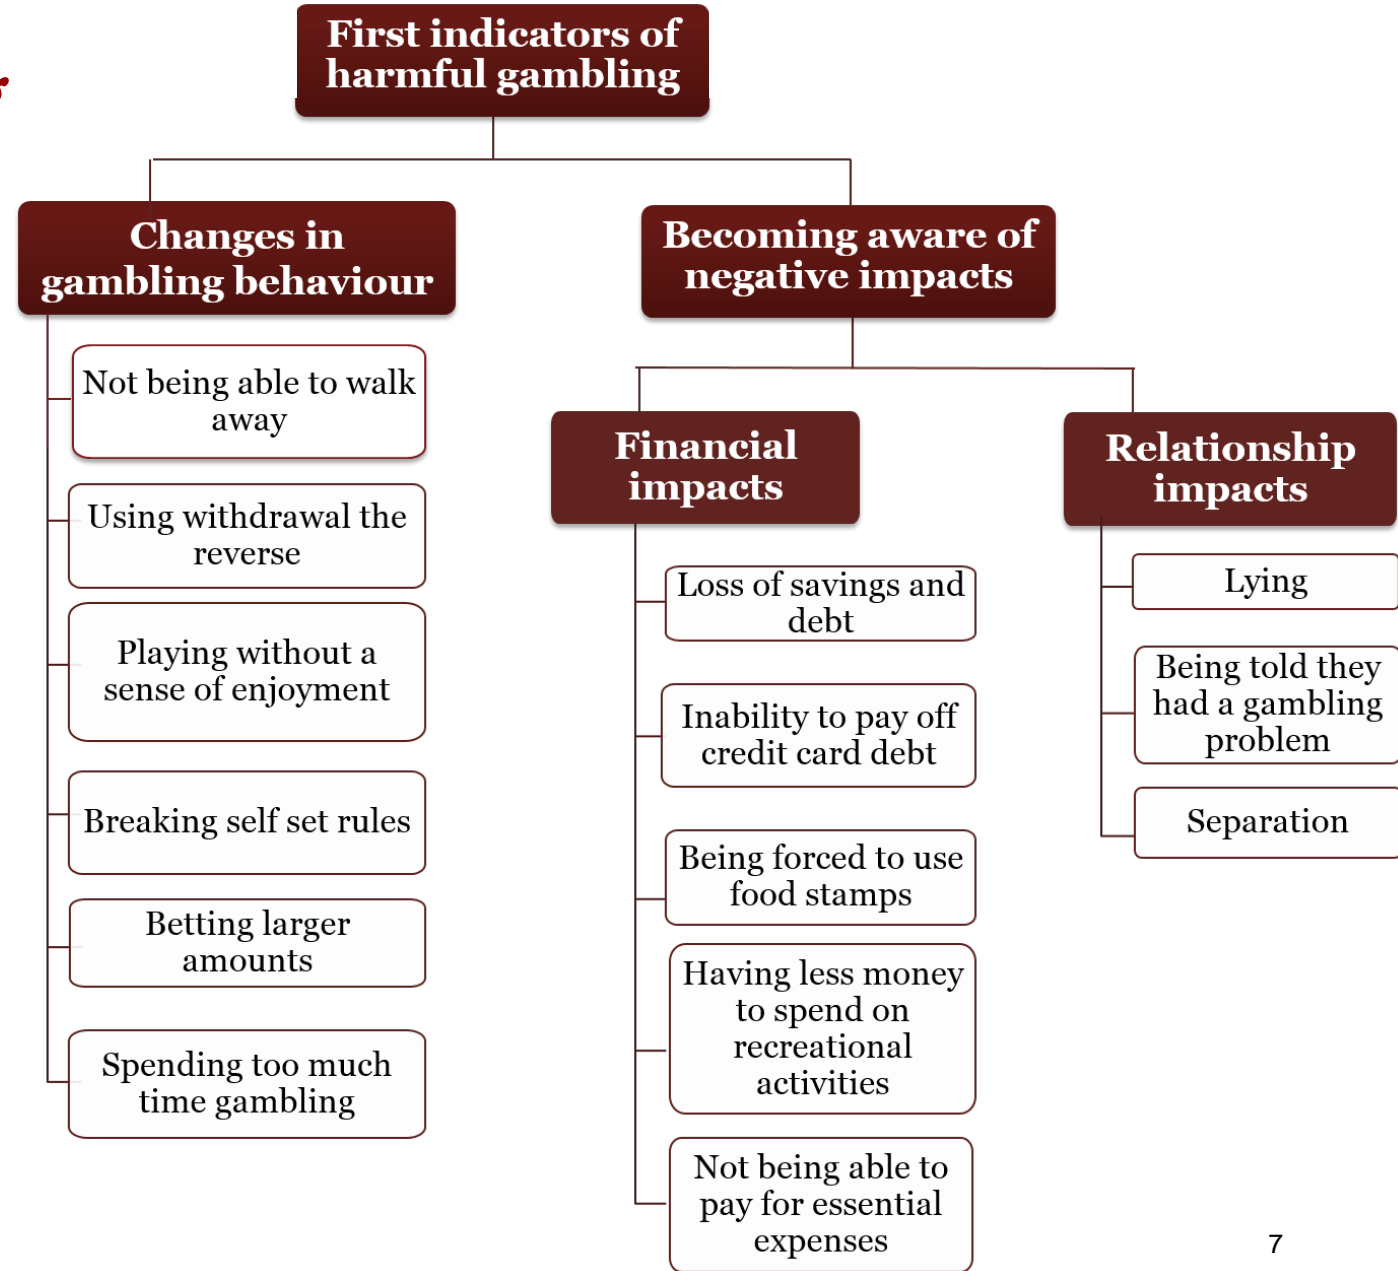 First indicators of
harmful gambling
Changes in
gambling behaviour
Not being able to walk
away
Using withdrawal the
reverse
Playing without a
sense of enjoyment
Breaking self set rules
Betting larger
amounts
Spending too much
time gambling
Becoming aware of
negative impacts
Financial
impacts
Loss of savings and
debt
Inability to pay off
credit card debt
Being forced to use
food stamps
Having less money
to spend on
recreational
activities
Not being able to
pay for essential
expenses
Relationship
impacts
Lying
Being told they
had a gambling
problem
Separation
7